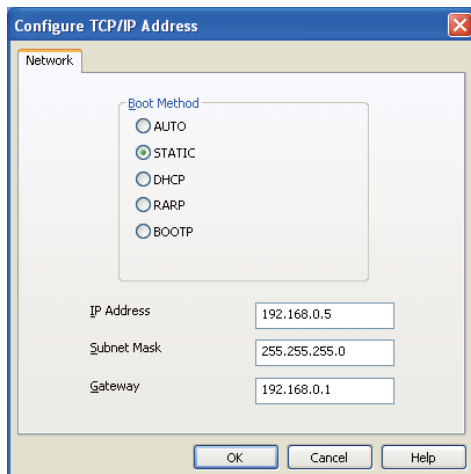 Configure TCP/IP Address
Network
Boot Method
AUTO
STATIC
DHCP
RARP
BOOTP
IP Address 192.168.0.5
Subnet Mask 255.255.255.0
Gateway 192.168.0.1
OK Cancel Help